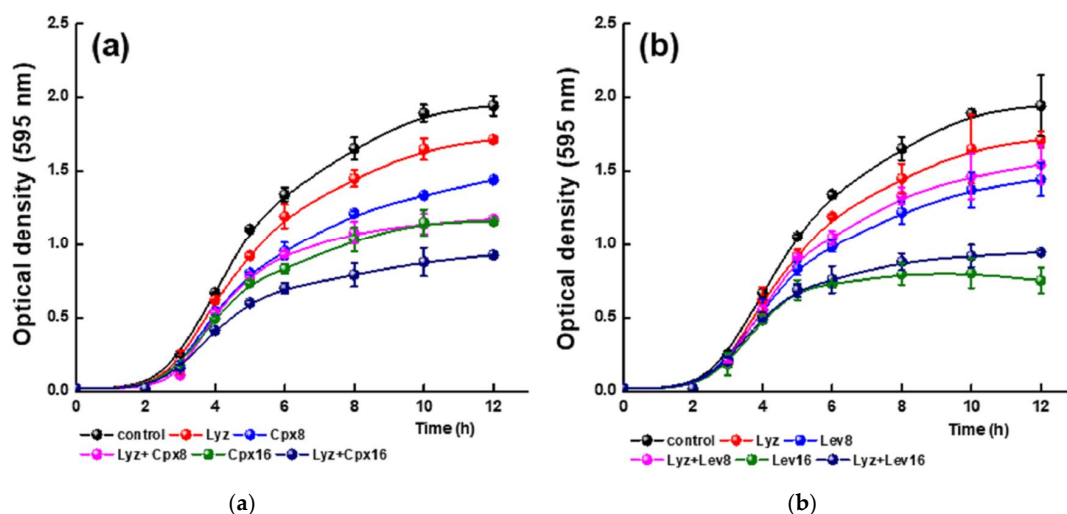 (a)
Optical density (595 nm)
2.5
2.0
1.5
1.0
0.5
0.0
0 2 4 6 8 10 12
Time (h)
control Lyz Cpx8
Lyz+ Cpx8 Cpx16 Lyz+Cpx16
(a)
(b)
Optical density (595 nm)
2.5
2.0
1.5
1.0
0.5
0.0
0 2 4 6 8 10 12
Time (h)
control Lyz Lev8
Lyz+Lev8 Lev16 Lyz+Lev16
(b)